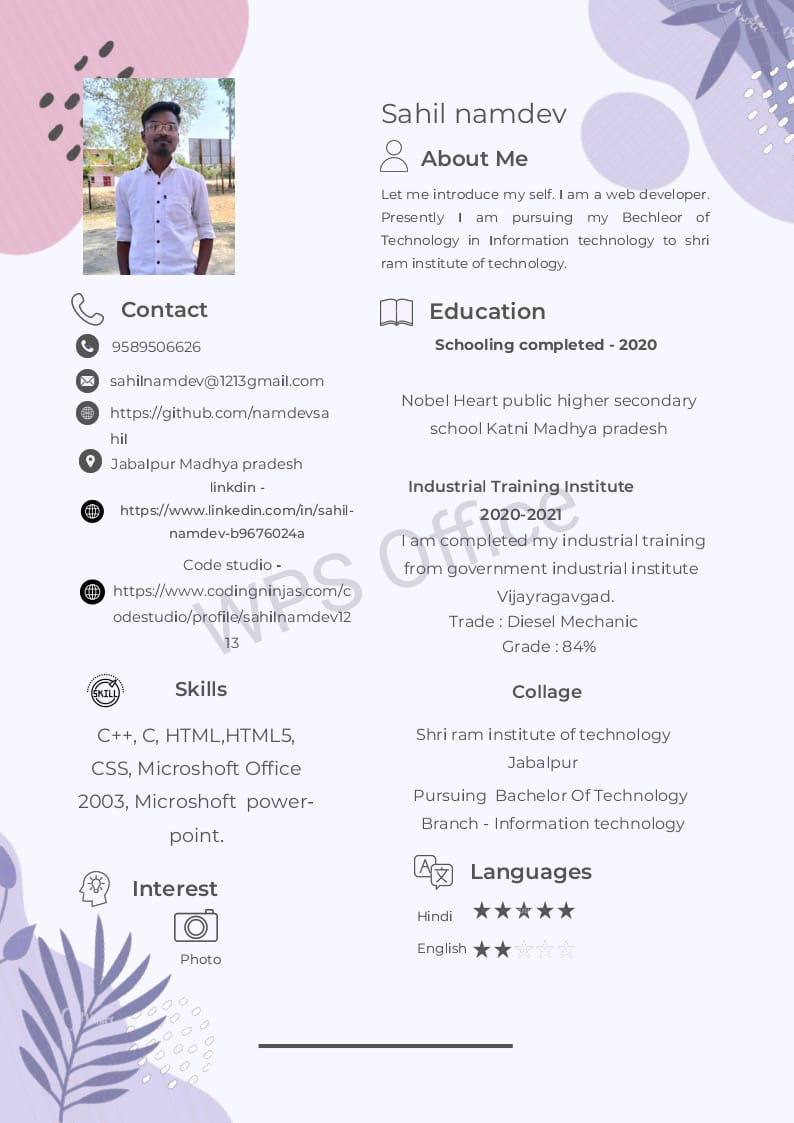 Sahil namdev
About Me
Let me introduce my self. I am a web developer.
Presently I am pursuing my Bechleor of
Technology in Information technology to shri
ram institute of technology.
Contact
9589506626
sahilnamdev@1213gmail.com
https://github.com/namdevsa
hil
Jabalpur Madhya pradesh
linkdin -
https://www.linkedin.com/in/sahil-
namdev-b9676024a
Code studio -
https://www.codingninjas.com/c
odestudio/profile/sahilnamdev12
13
SKILL
Skills
C++, C, HTML,HTML5,
CSS, Microshoft Office
2003, Microshoft power-
point.
Interest
Photo
Education
Schooling completed - 2020
Nobel Heart public higher secondary
school Katni Madhya pradesh
Industrial Training Institute
2020-2021
I am completed my industrial training
from government industrial institute
Vijayragavgad.
Trade : Diesel Mechanic
Grade : 84%
Collage
Shri ram institute of technology
Jabalpur
Pursuing Bachelor Of Technology
Branch - Information technology
A 文
Languages
Hindi
English
WPS Office